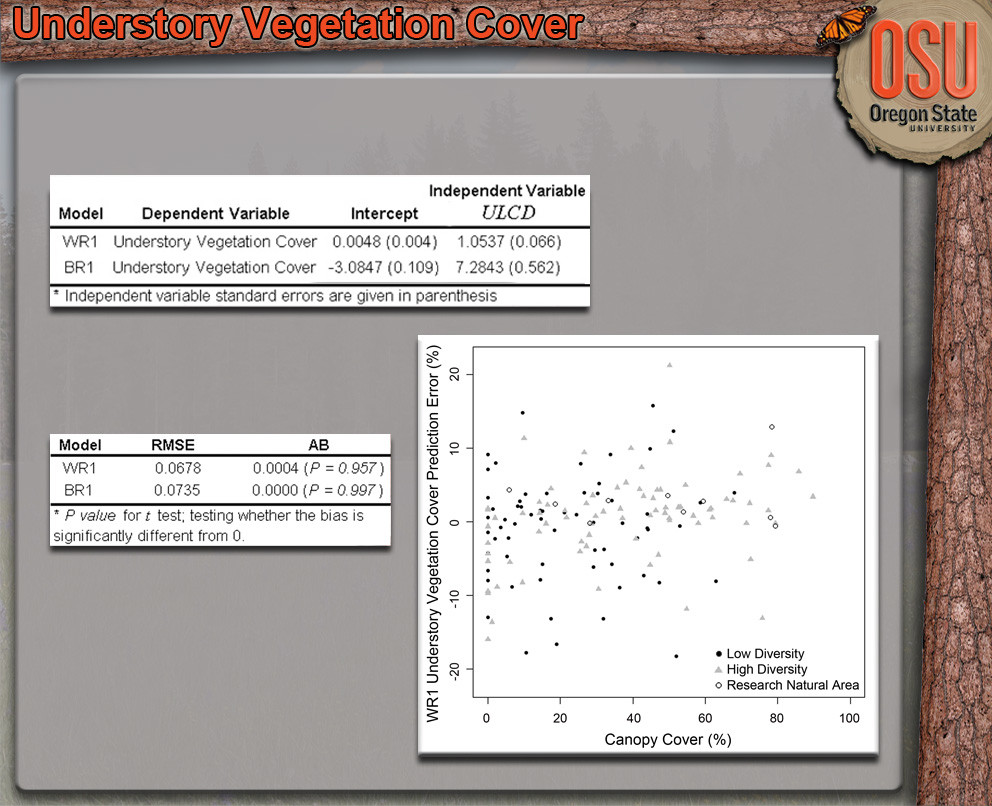 Understory Vegetation Cover
OSU
Oregon State
UNIVERSITY
Independent Variable
Model Dependent Variable Intercept ULCD
WR1 Understory Vegetation Cover 0.0048 (0.004) 1.0537 (0.066)
BR1 Understory Vegetation Cover -3.0847 (0.109) 7.2843 (0.562)
* Independent variable standard errors are given in parenthesis
Model RMSE AB
WR1 0.0678 0.0004 (P = 0.957)
BR1 0.0735 0.0000 (P = 0.997)
* P value for t test; testing whether the bias is
significantly different from 0.
WR1 Understory Vegetation Cover Prediction Error (%)
20
10
0
-10
-20
Low Diversity
High Diversity
Research Natural Area
0 20 40 60 80 100
Canopy Cover (%)